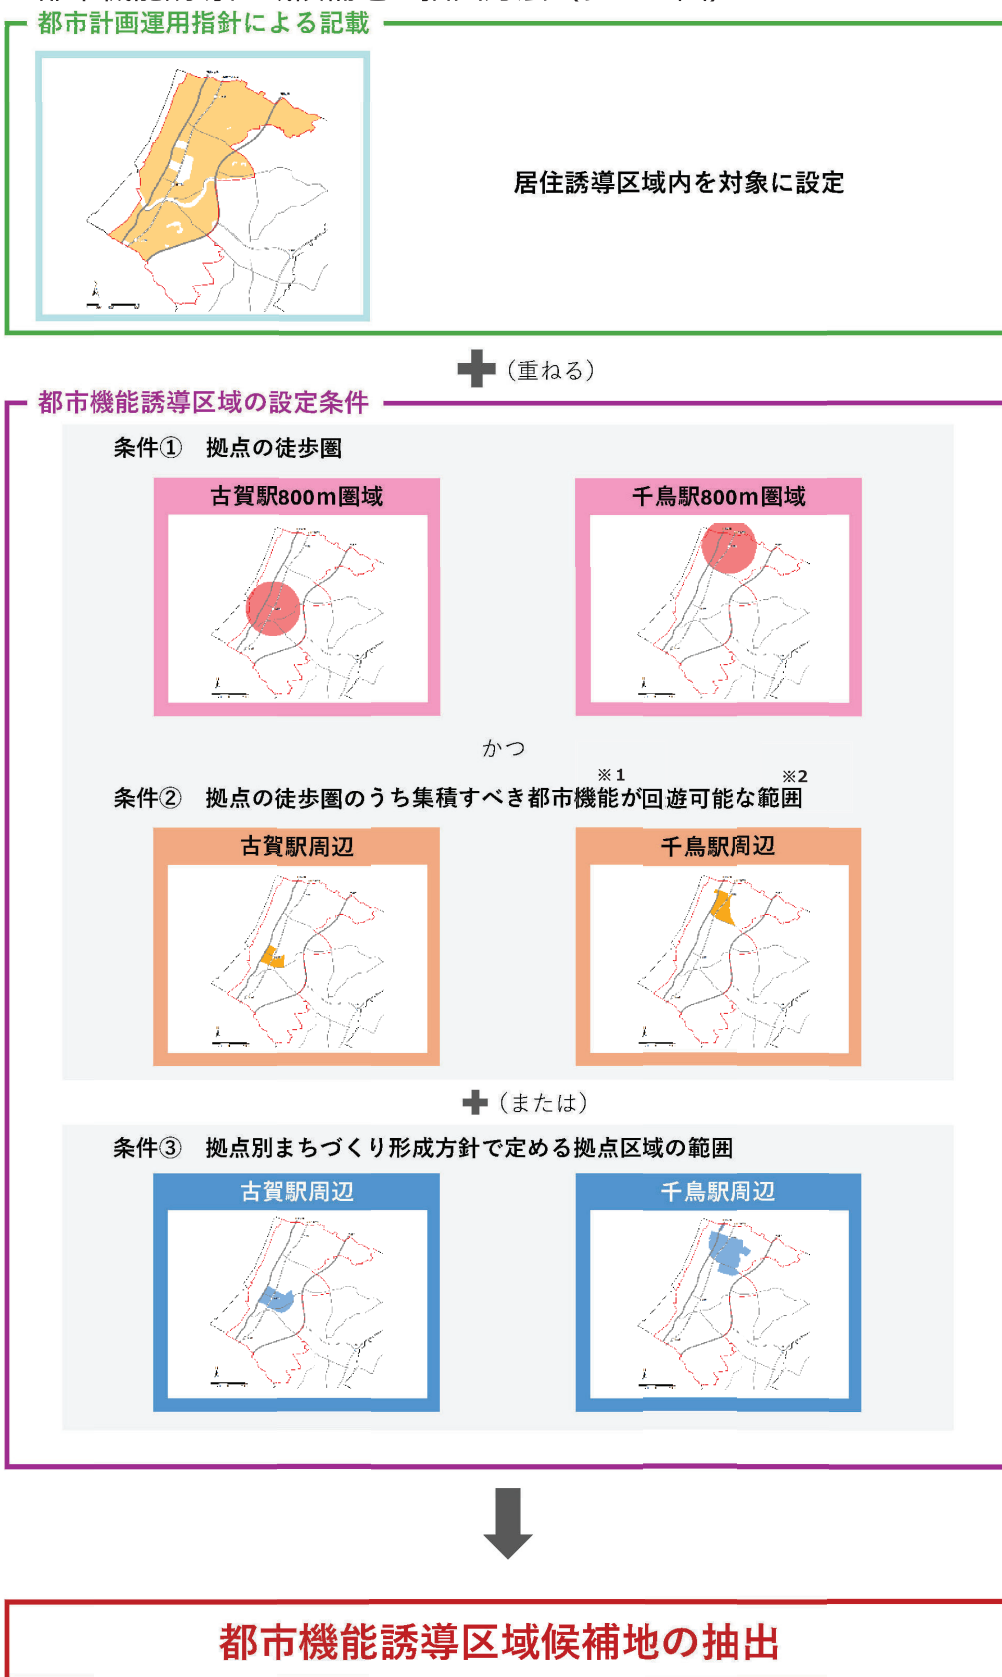 都市計画運用指針による記載
居住誘導区域内を対象に設定
(重ねる)
都市機能誘導区域の設定条件
条件① 拠点の徒歩圏
古賀駅800m圏域
千鳥駅800m圏域
かつ
※1 ※2
条件② 拠点の徒歩圏のうち集積すべき都市機能が回遊可能な範囲
古賀駅周辺
千鳥駅周辺
(または)
条件③ 拠点別まちづくり形成方針で定める拠点区域の範囲
古賀駅周辺
千鳥駅周辺
都市機能誘導区域候補地の抽出